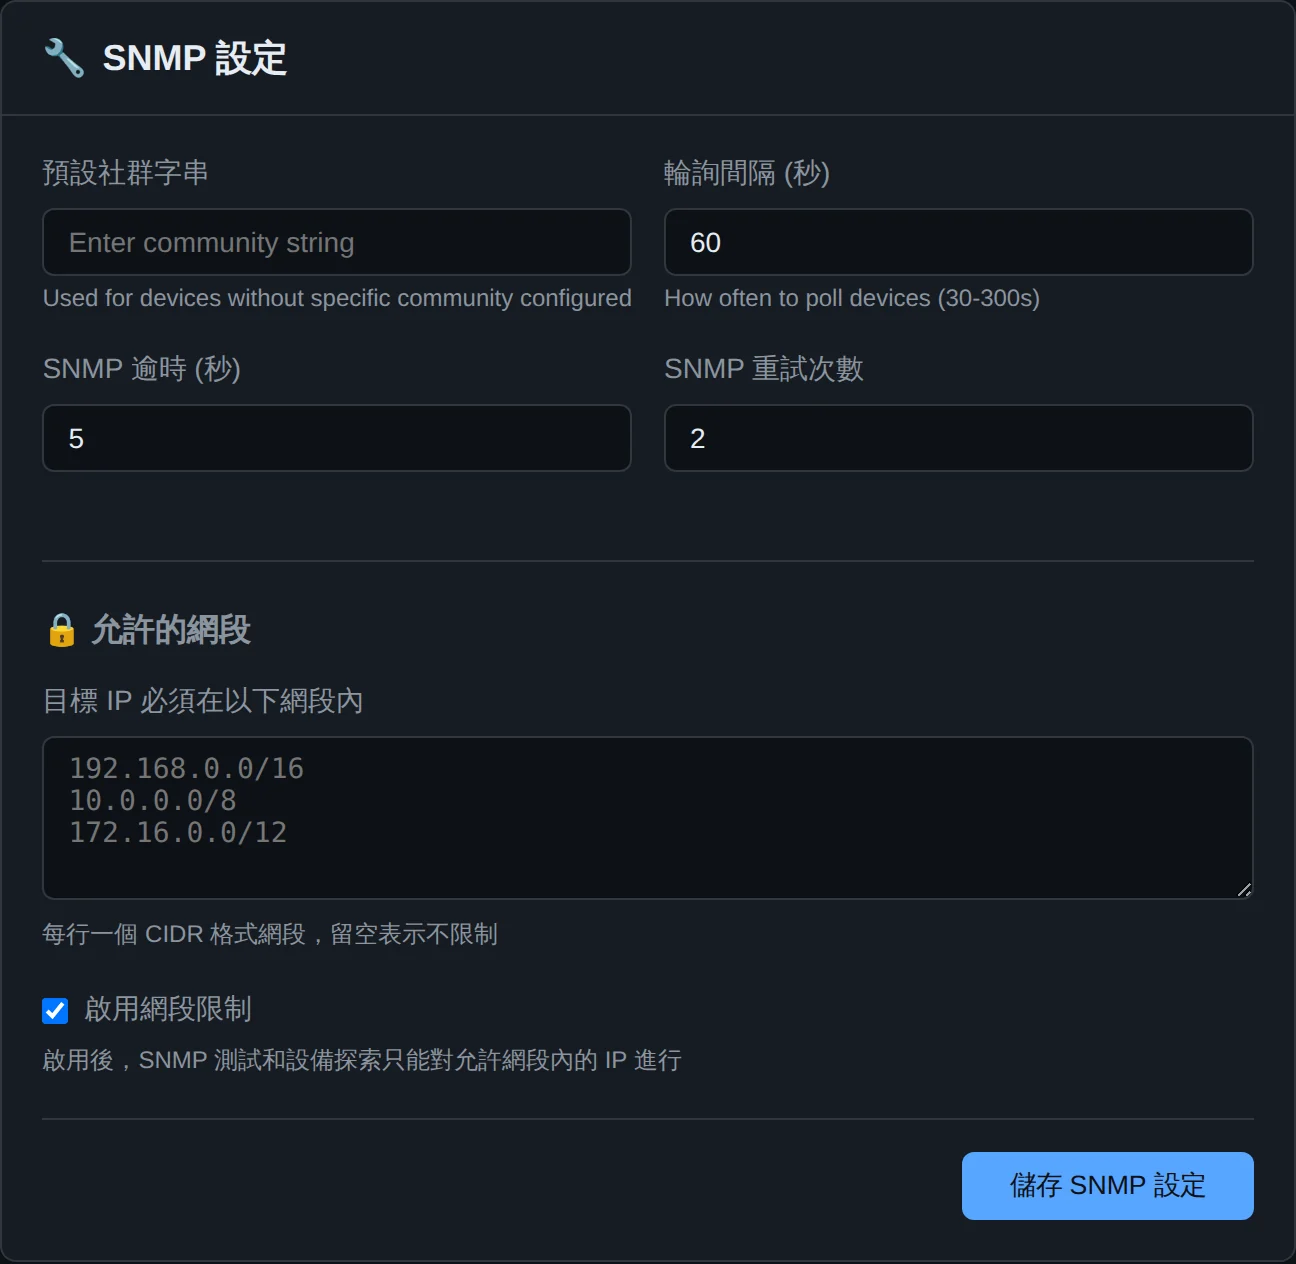 🔧 SNMP 設定
預設社群字串
輪詢間隔 (秒)
Enter community string
60
Used for devices without specific community configured
How often to poll devices (30-300s)
SNMP 逾時 (秒)
SNMP 重試次數
5
2
🔒 允許的網段
目標 IP 必須在以下網段內
192.168.0.0/16
10.0.0.0/8
172.16.0.0/12
每行一個 CIDR 格式網段，留空表示不限制
啟用網段限制
啟用後，SNMP 測試和設備探索只能對允許網段內的 IP 進行
儲存 SNMP 設定